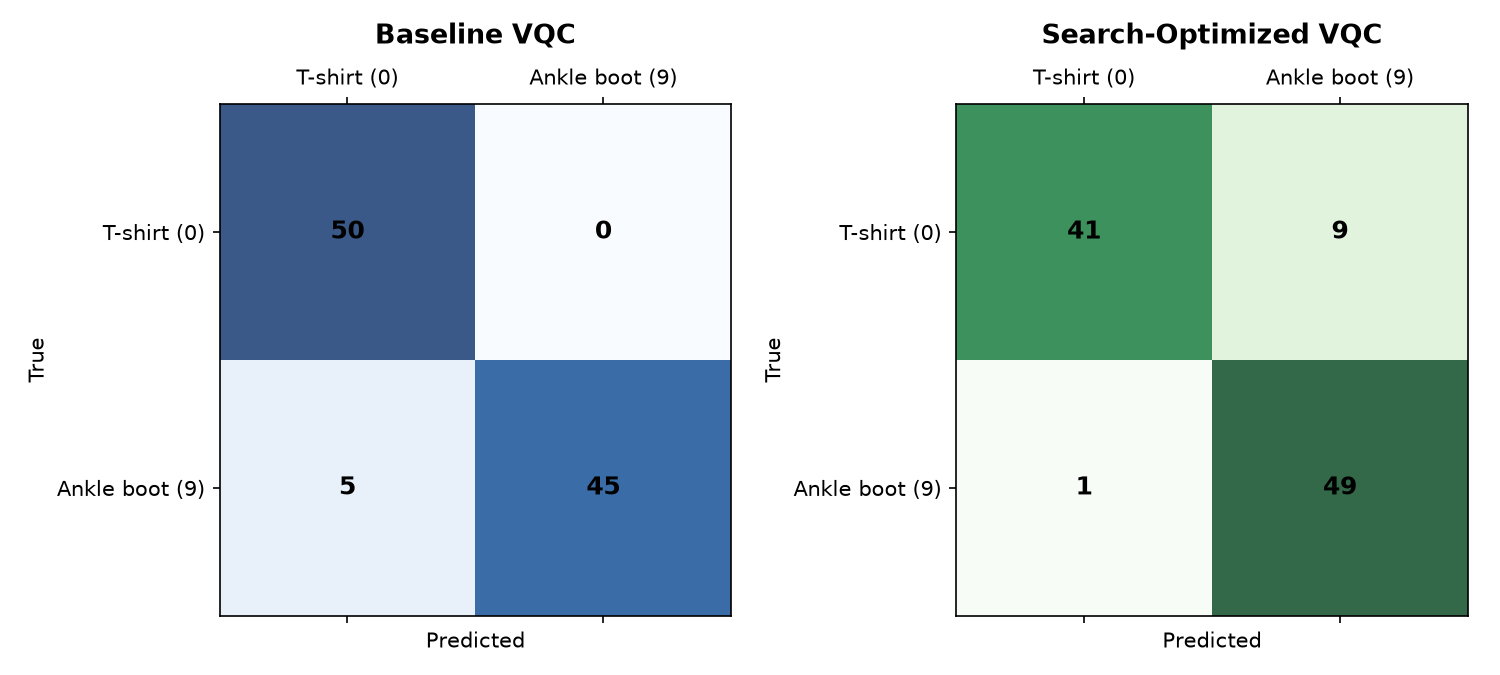 Baseline VQC
T-shirt (0)
Ankle boot (9)
T-shirt (0)
50
0
Ankle boot (9)
5
45
True
Predicted
Search-Optimized VQC
T-shirt (0)
Ankle boot (9)
T-shirt (0)
41
9
Ankle boot (9)
1
49
True
Predicted